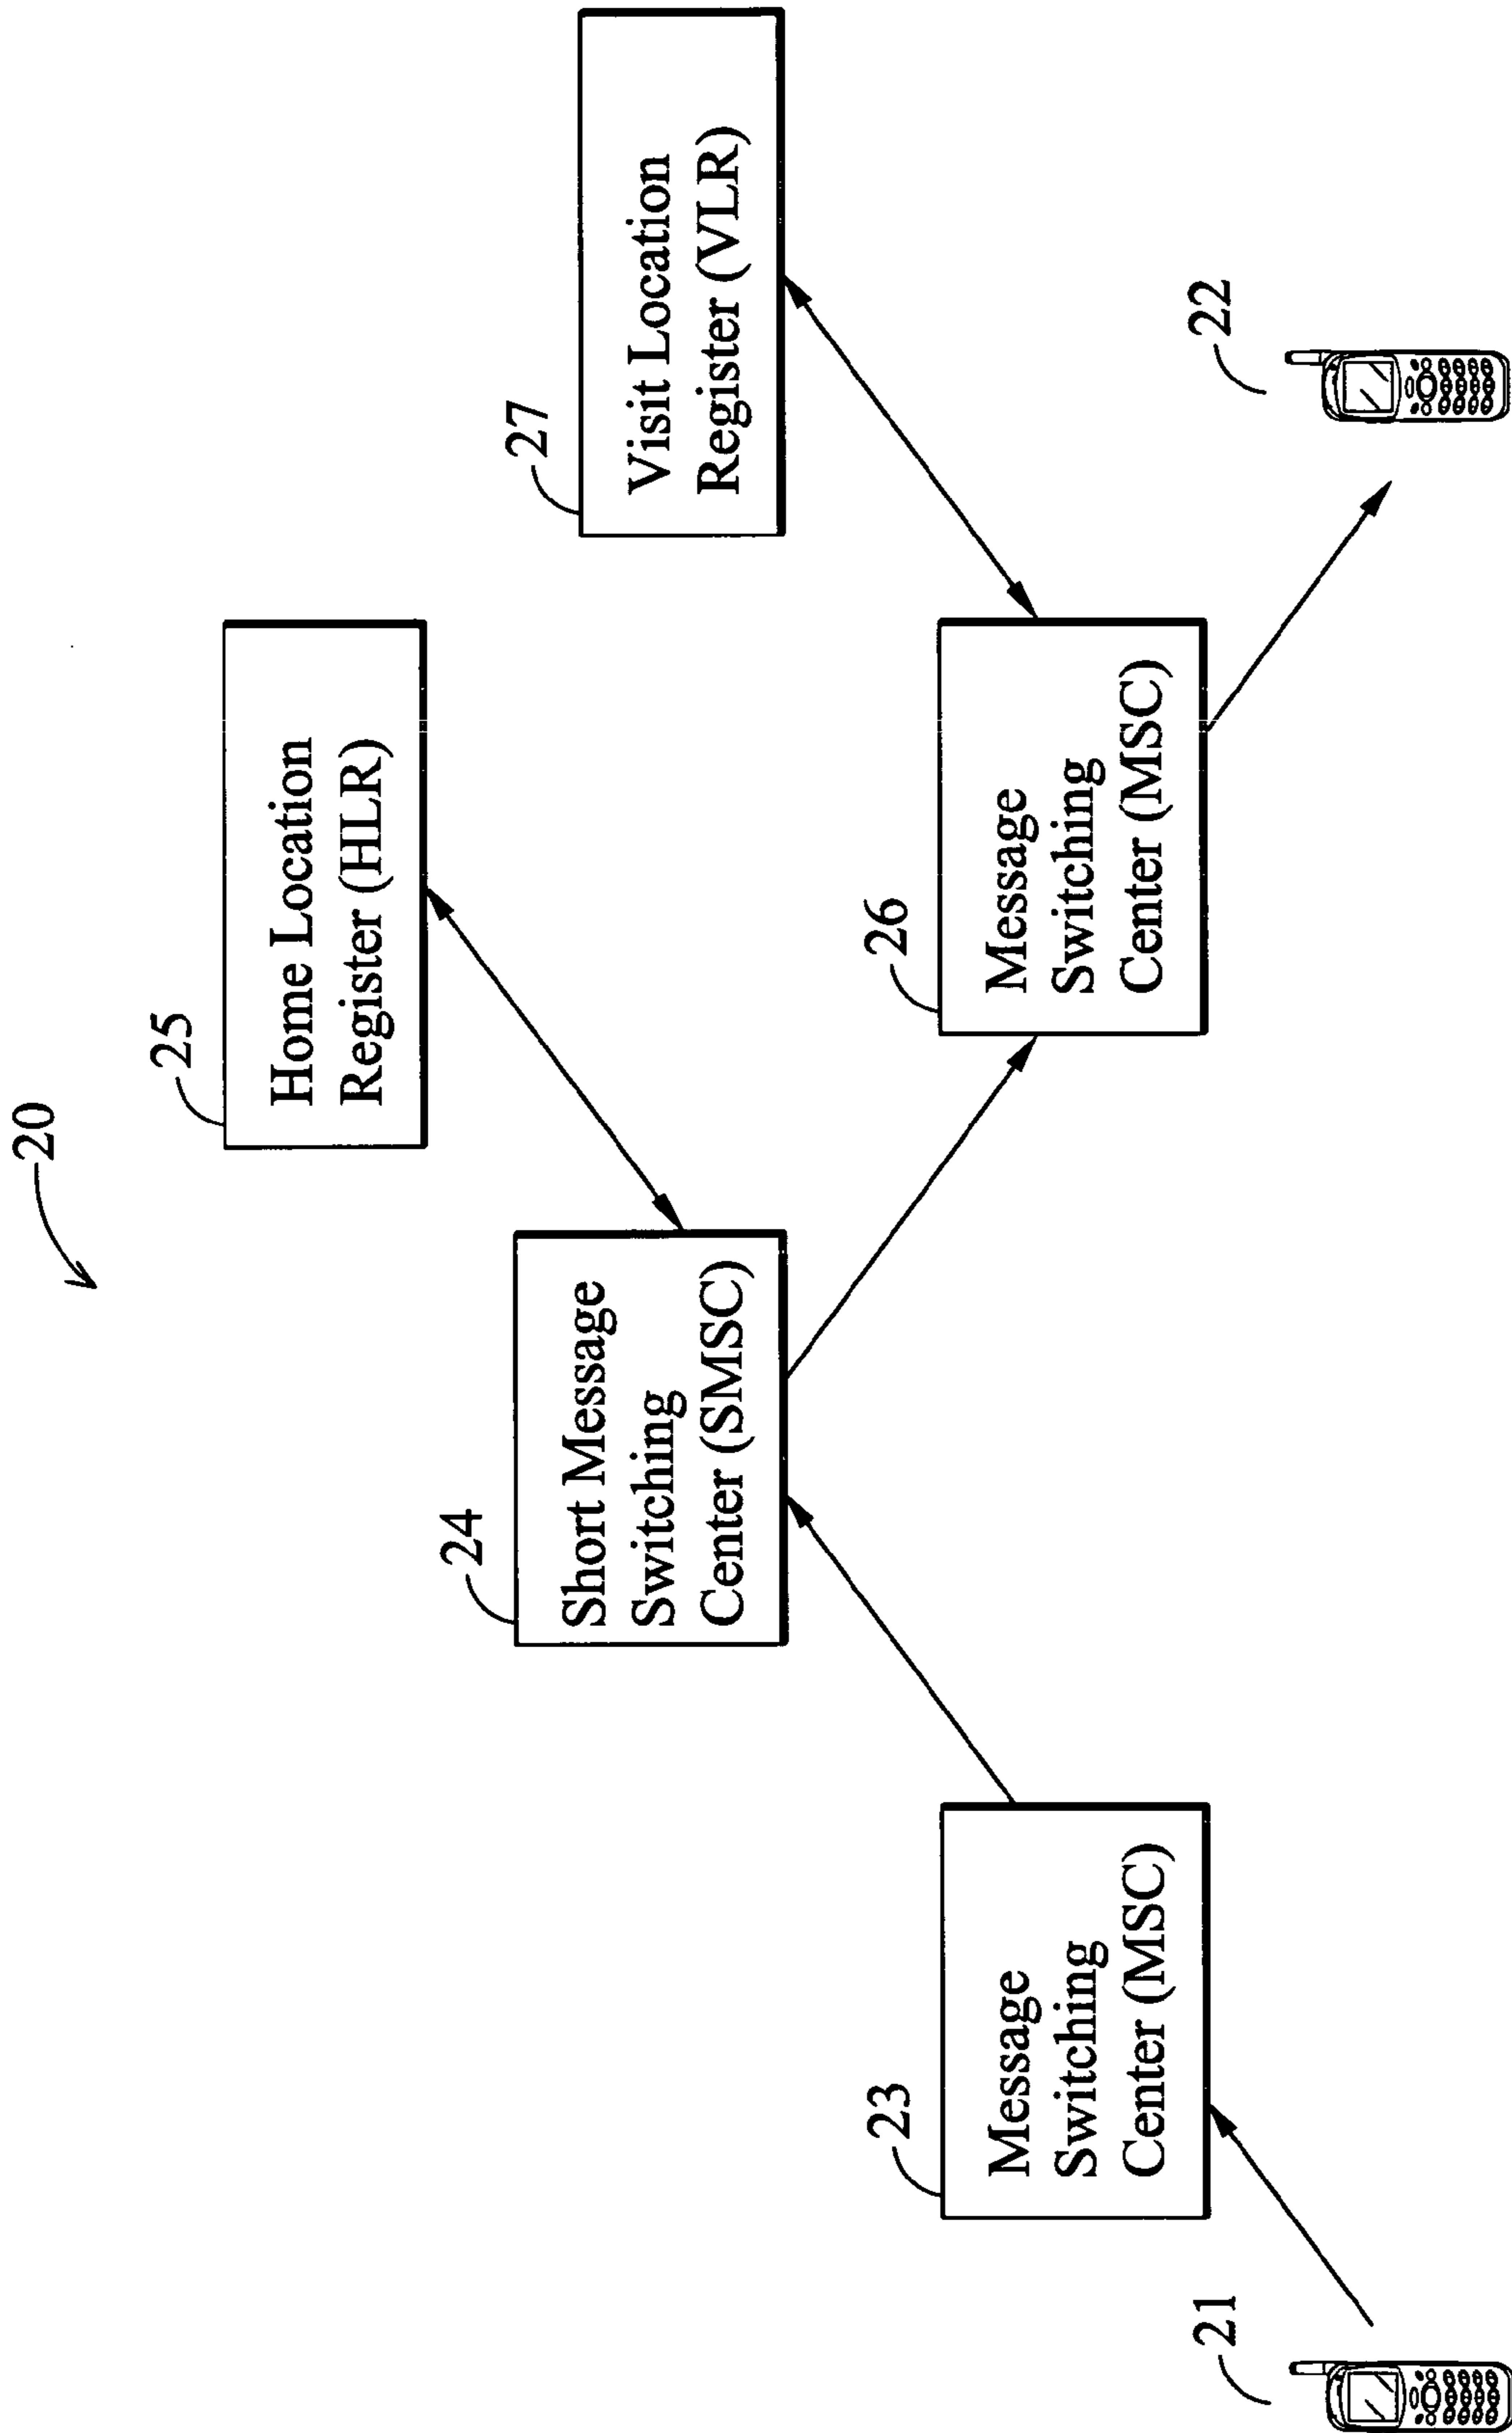 20
25
Home Location
Register (HLR)
24
Short Message
Switching
Center (SMSC)
27
Visit Location
Register (VLR)
23
Message
Switching
Center (MSC)
26
Message
Switching
Center (MSC)
21
22